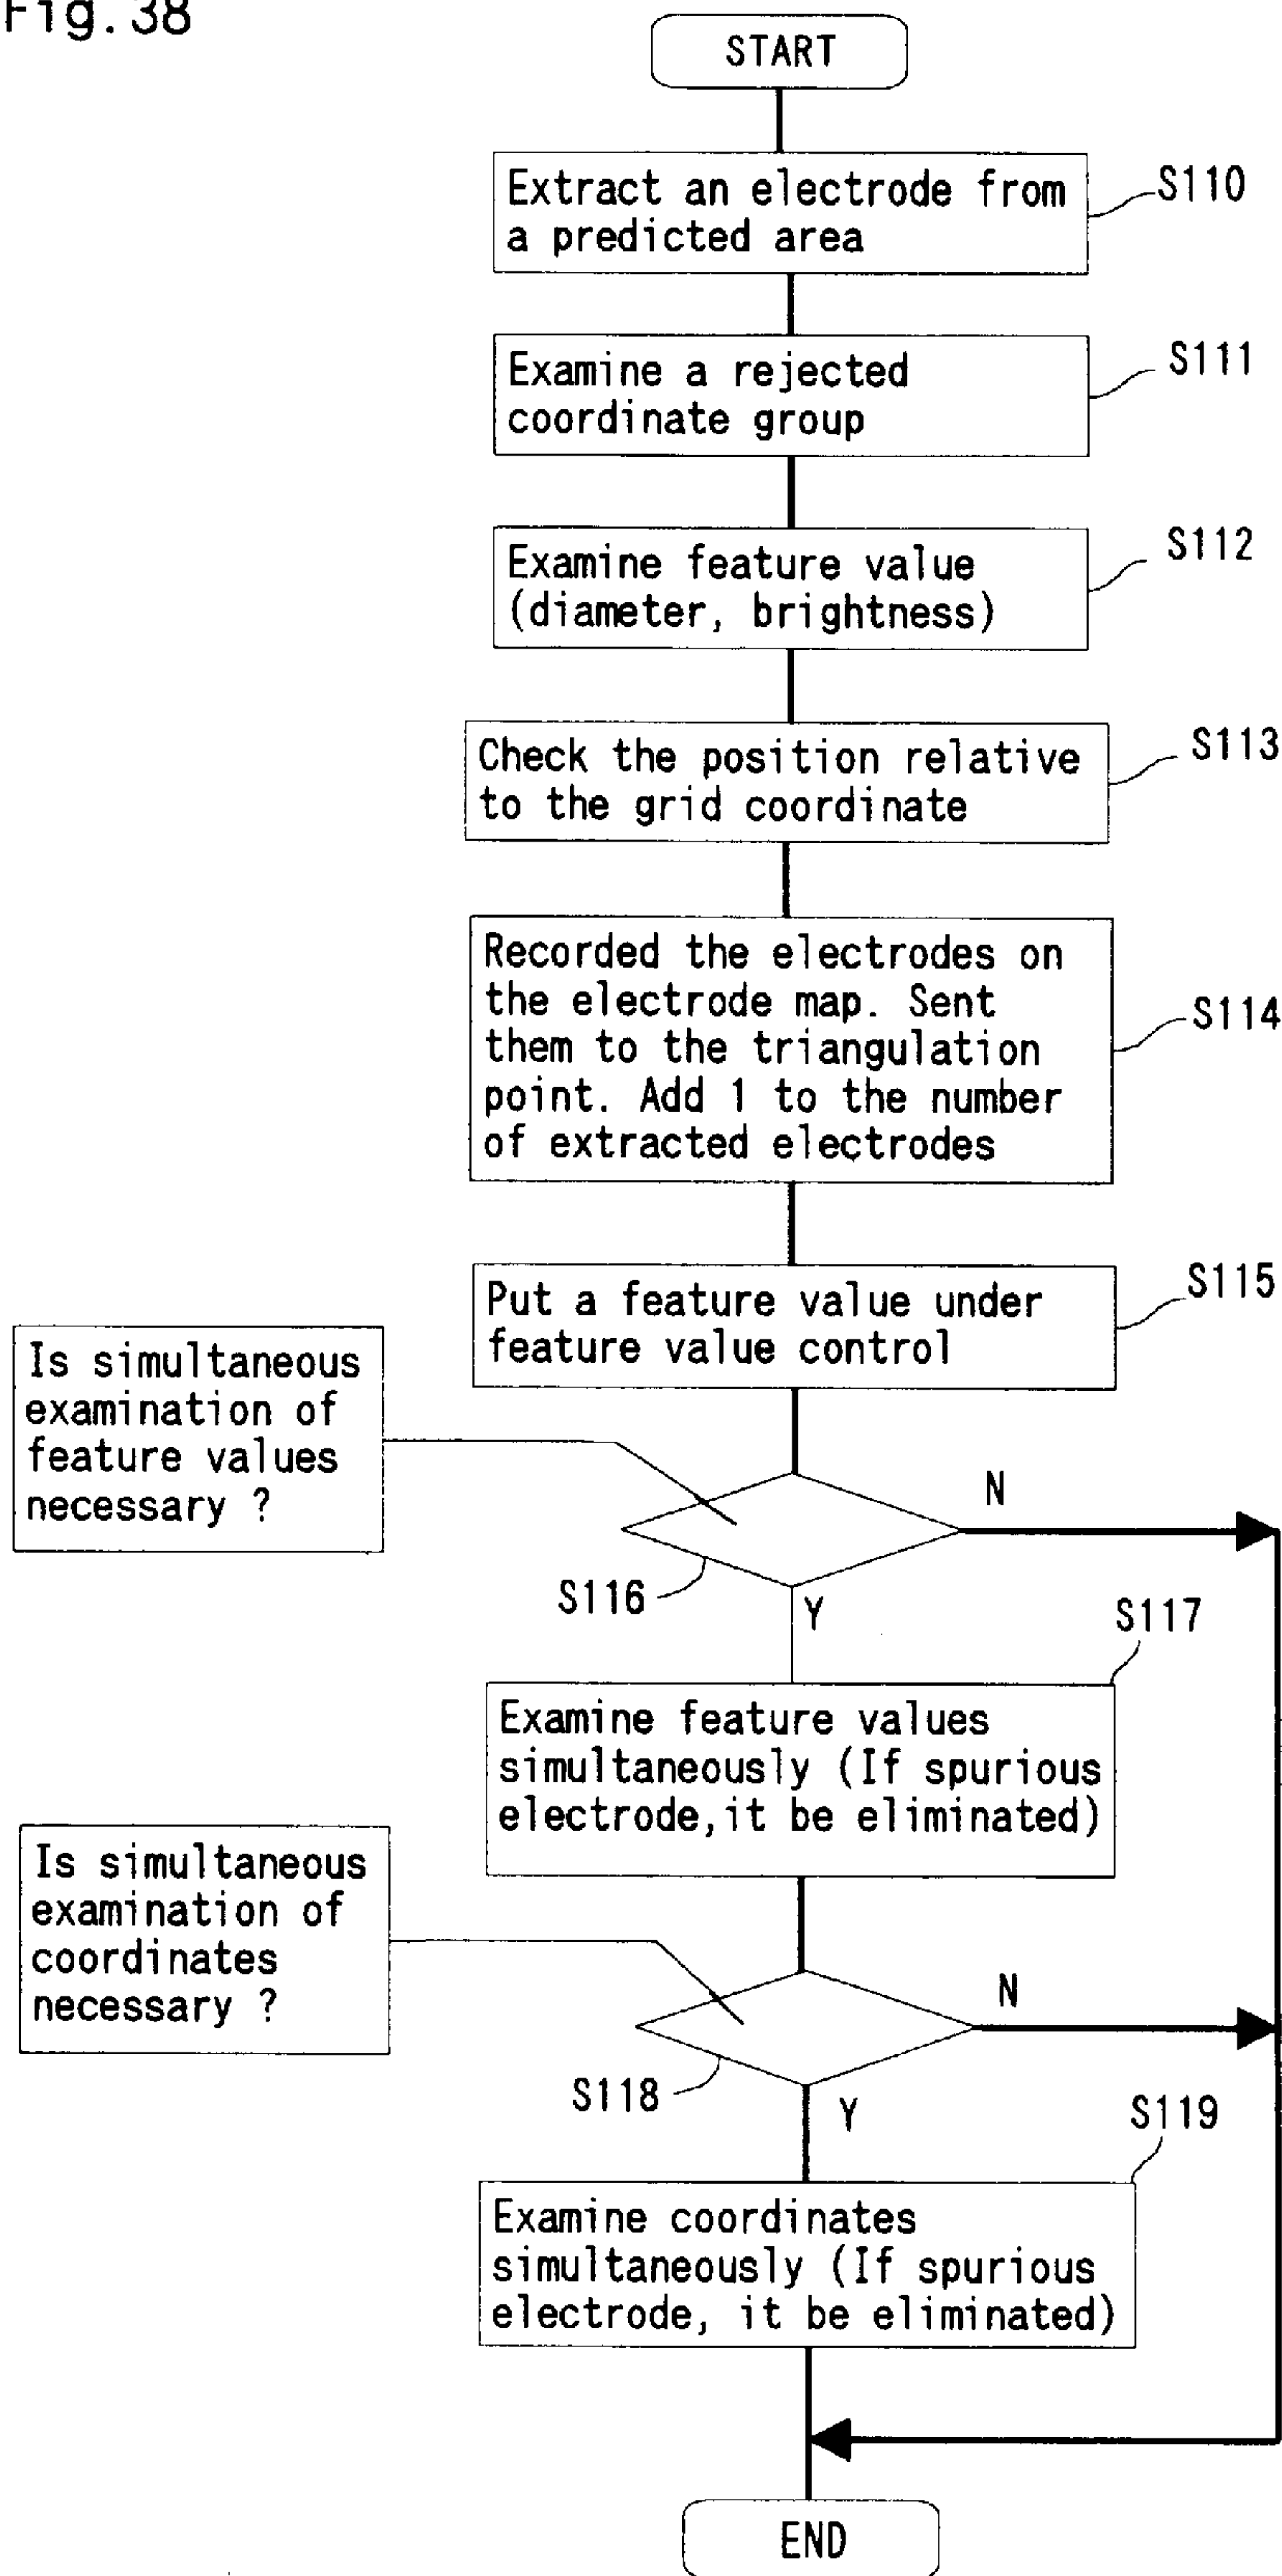 Fig.38
START
Extract an electrode from
a predicted area
S110
Examine a rejected
coordinate group
S111
Examine feature value
(diameter, brightness)
S112
Check the position relative
to the grid coordinate
S113
Recorded the electrodes on
the electrode map. Sent
them to the triangulation
point. Add 1 to the number
of extracted electrodes
S114
Put a feature value under
feature value control
S115
Is simultaneous
examination of
feature values
necessary ?
N
S116
Y
S117
Examine feature values
simultaneously (If spurious
electrode,it be eliminated)
Is simultaneous
examination of
coordinates
necessary ?
N
S118
Y
S119
Examine coordinates
simultaneously (If spurious
electrode, it be eliminated)
END